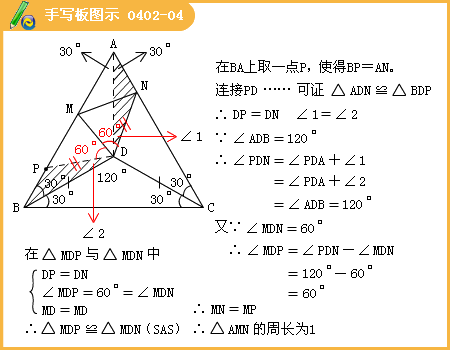 手写板图示 0402-04
30° A 30°
N
M
60°
60°
∠1
P
D
30° 120° 30°
30° 30°
B C
∠2
在BA上取一点P，使得BP＝AN。
连接PD ⋯⋯ 可证 △ADN≌△BDP
∴ DP＝DN ∠1＝∠2
∵ ∠ADB＝120°
∴ ∠PDN＝∠PDA＋∠1
＝∠PDA＋∠2
＝∠ADB＝120°
又∵ ∠MDN＝60°
∴ ∠MDP＝∠PDN－∠MDN
＝120°－60°
＝60°
在△MDP与△MDN中
DP＝DN
∠MDP＝60°＝∠MDN
MD＝MD
∴ △MDP≌△MDN（SAS）
∴ MN＝MP
∴ △AMN的周长为1